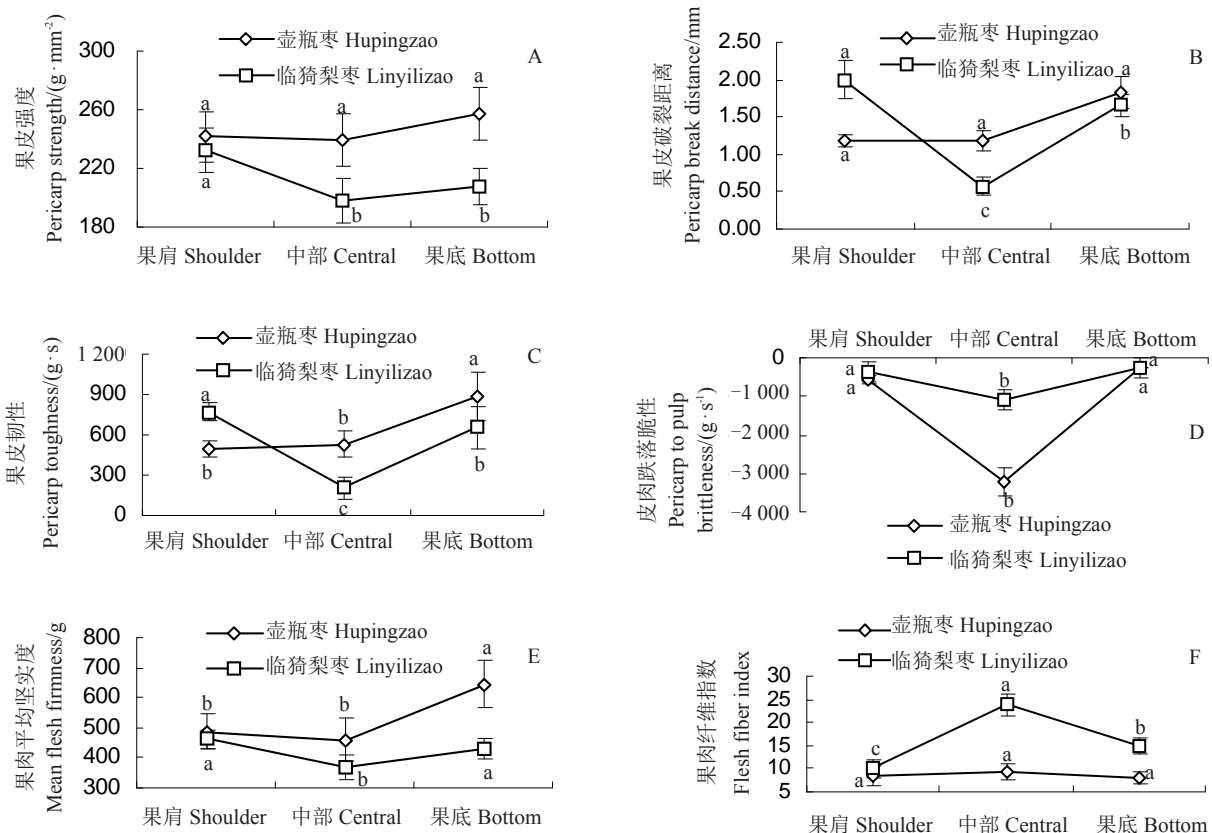 壶瓶枣 Hupingzao
临猗梨枣 Linyilizao
A
果皮强度
Pericarp strength/(g·mm⁻²)
300
260
220
180
a
a
a
a
b
b
果肩 Shoulder
中部 Central
果底 Bottom
壶瓶枣 Hupingzao
临猗梨枣 Linyilizao
B
果皮破裂距离
Pericarp break distance/mm
2.50
2.00
1.50
1.00
0.50
0.00
a
a
a
a
c
b
果肩 Shoulder
中部 Central
果底 Bottom
壶瓶枣 Hupingzao
临猗梨枣 Linyilizao
C
果皮韧性
Pericarp toughness/(g·s)
1 200
900
600
300
0
a
b
a
b
c
b
果肩 Shoulder
中部 Central
果底 Bottom
果肩 Shoulder
中部 Central
果底 Bottom
D
皮肉跌落脆性
Pericarp to pulp
brittleness/(g·s⁻¹)
0
−1 000
−2 000
−3 000
−4 000
a
a
b
b
a
a
壶瓶枣 Hupingzao
临猗梨枣 Linyilizao
壶瓶枣 Hupingzao
临猗梨枣 Linyilizao
E
果肉平均坚实度
Mean flesh firmness/g
800
700
600
500
400
300
b
b
a
a
b
a
果肩 Shoulder
中部 Central
果底 Bottom
壶瓶枣 Hupingzao
临猗梨枣 Linyilizao
F
果肉纤维指数
Flesh fiber index
30
25
20
15
10
5
c
a
b
a
a
a
果肩 Shoulder
中部 Central
果底 Bottom